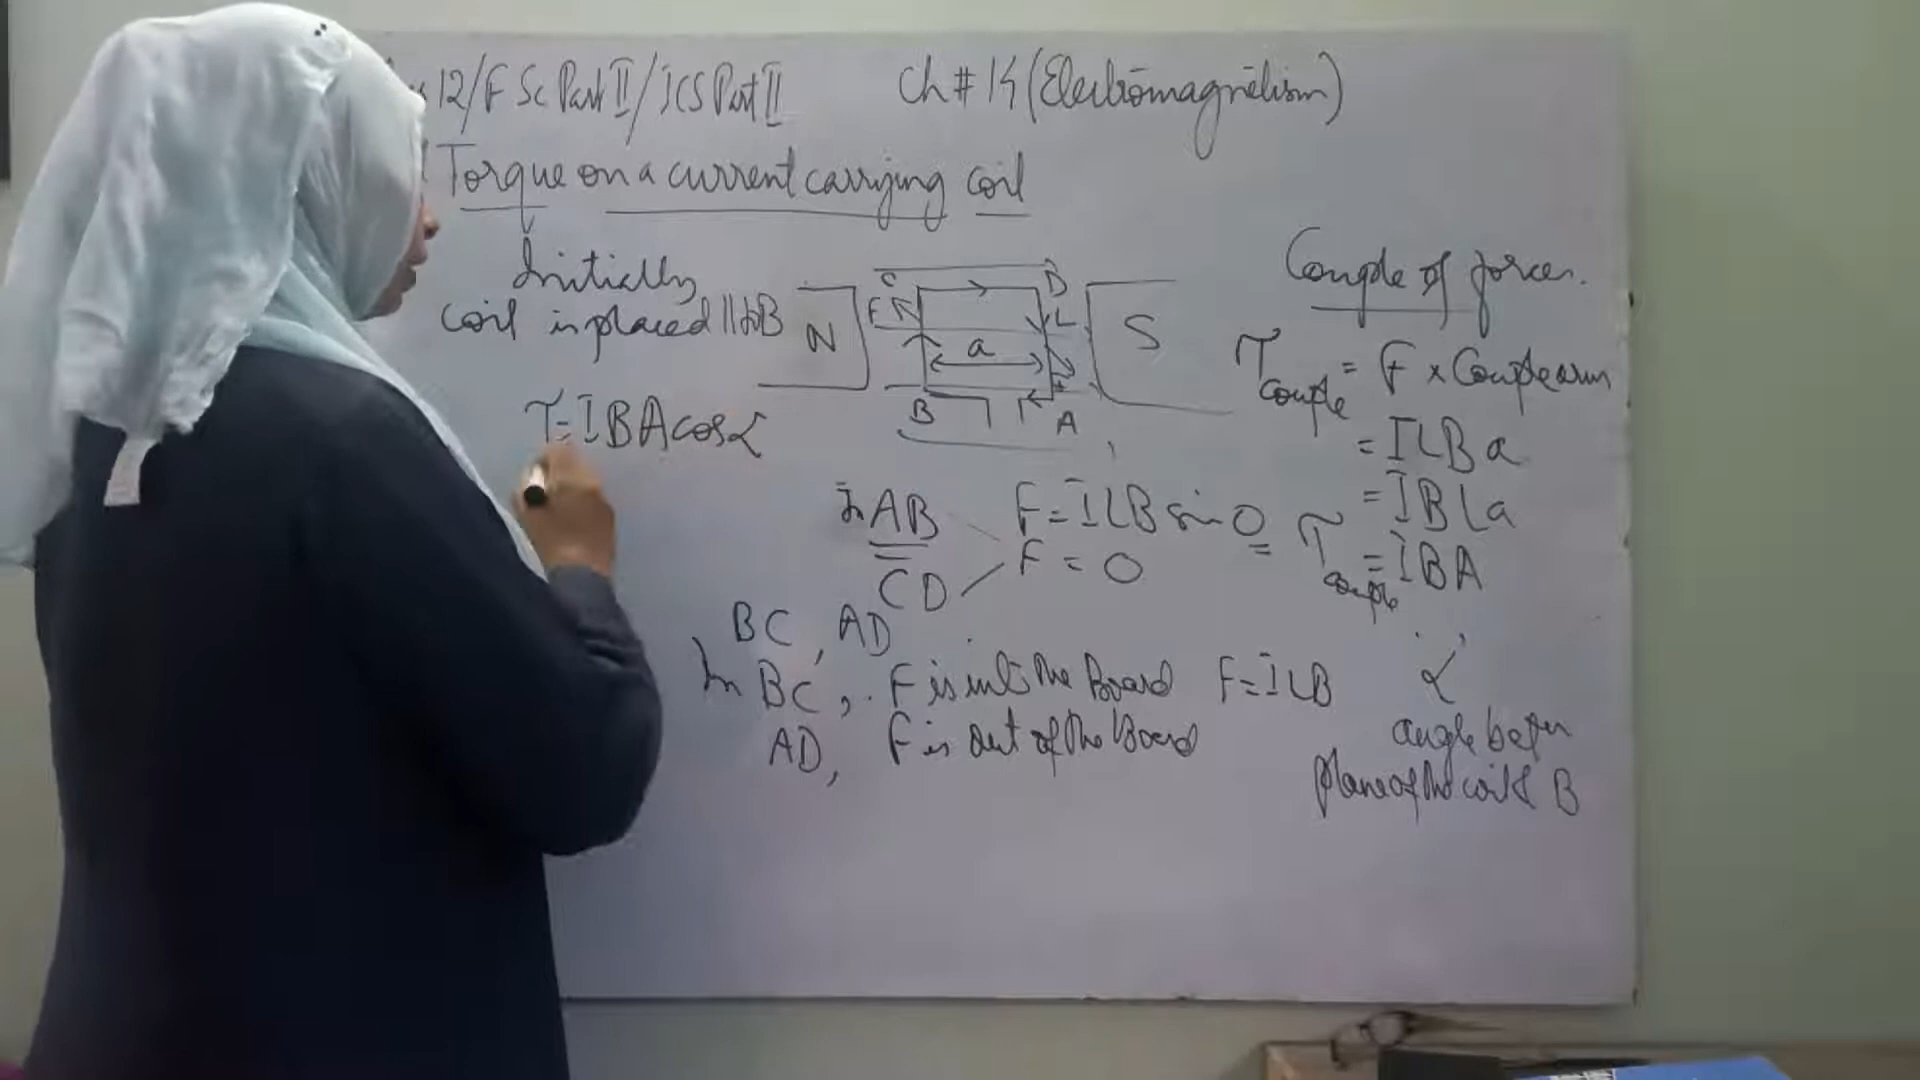 12/F Sc Part II/ICS Part II
Ch # 14 (Electromagnetism)
Torque on a current carrying coil
Initially
coil is placed || to B
τ = IBA cos α
N
C
D
F
L
a
B
A
S
In AB
F = ILB sin 0
CD
F = 0
BC, AD
In BC, F is into the Board F = ILB
AD, F is out of the Board
Couple of forces.
τ couple = F × Couple arm
= ILBa
= IBLa
τ couple = IBA
α
angle betn
plane of the coil & B